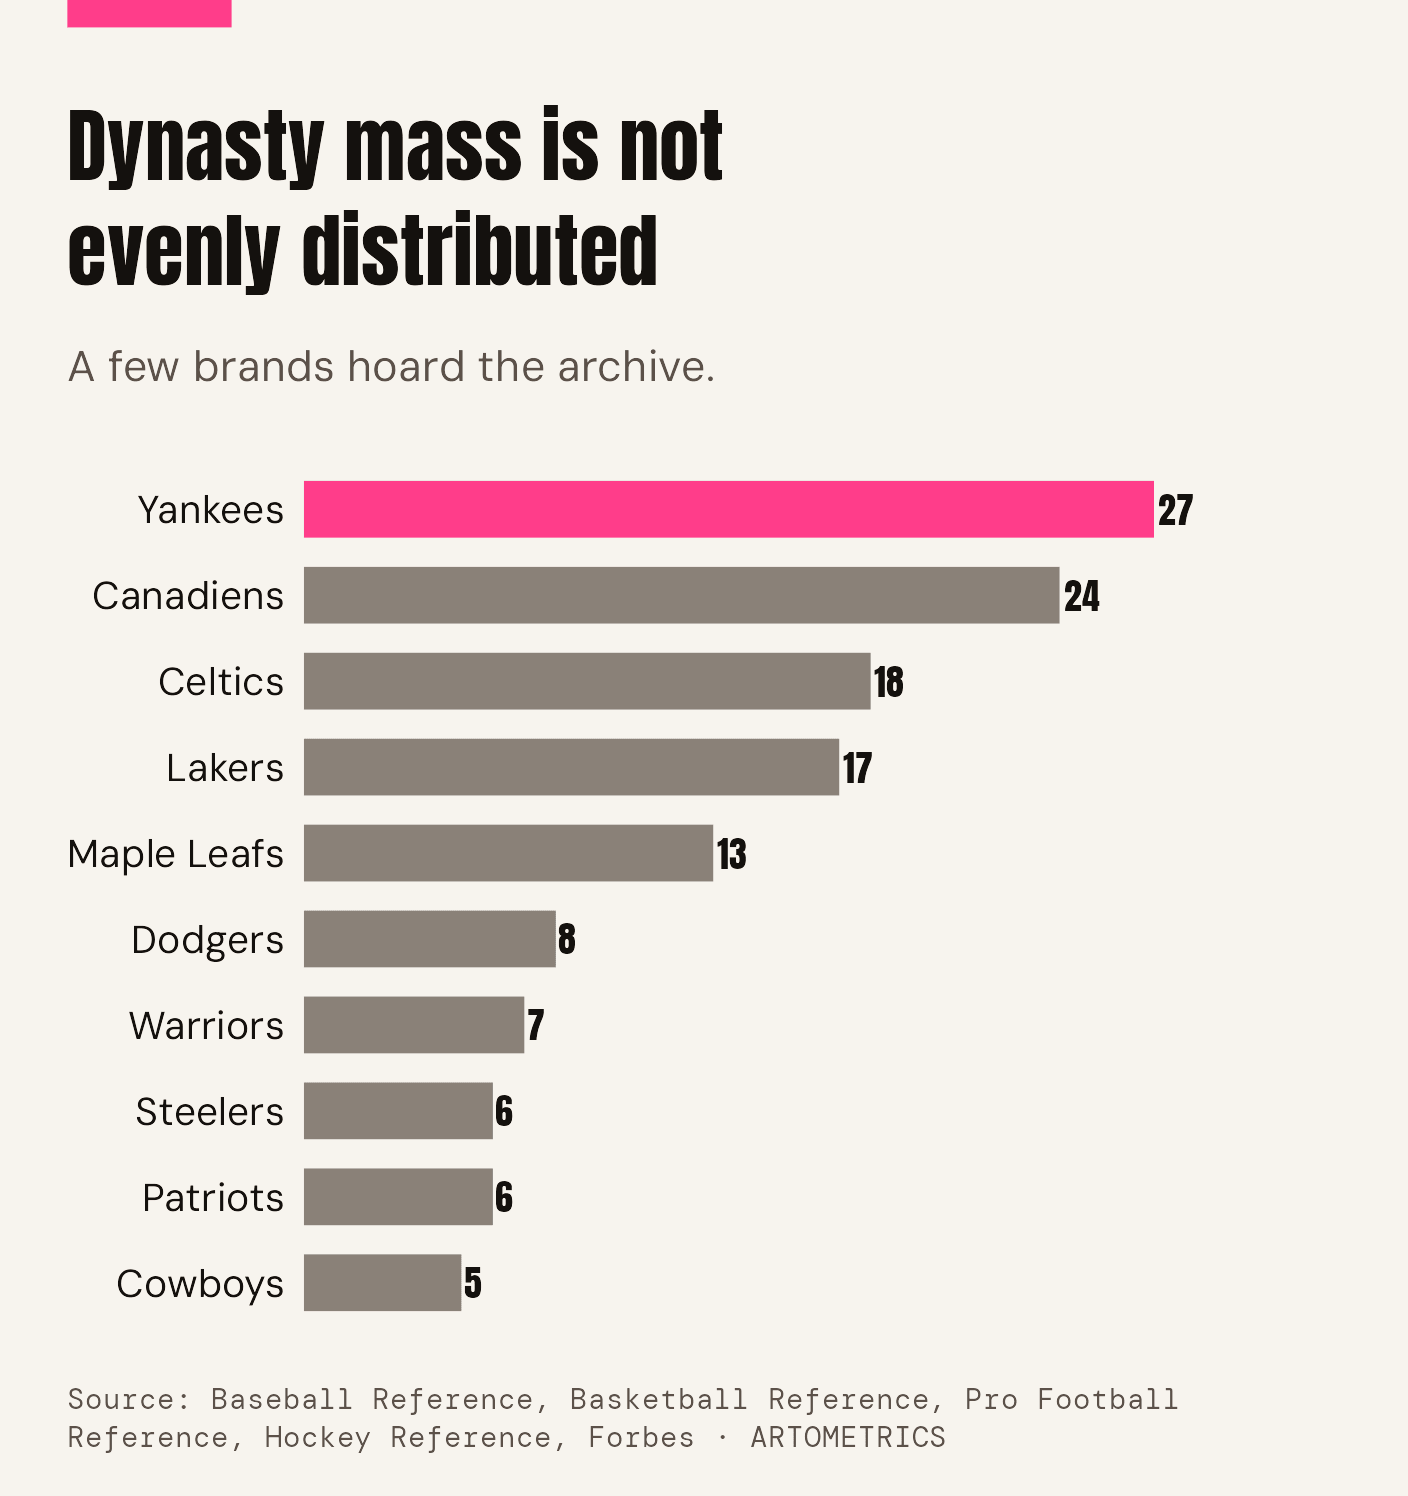 Dynasty mass is not
evenly distributed
A few brands hoard the archive.
Yankees 27
Canadiens 24
Celtics 18
Lakers 17
Maple Leafs 13
Dodgers 8
Warriors 7
Steelers 6
Patriots 6
Cowboys 5
Source: Baseball Reference, Basketball Reference, Pro Football
Reference, Hockey Reference, Forbes · ARTOMETRICS